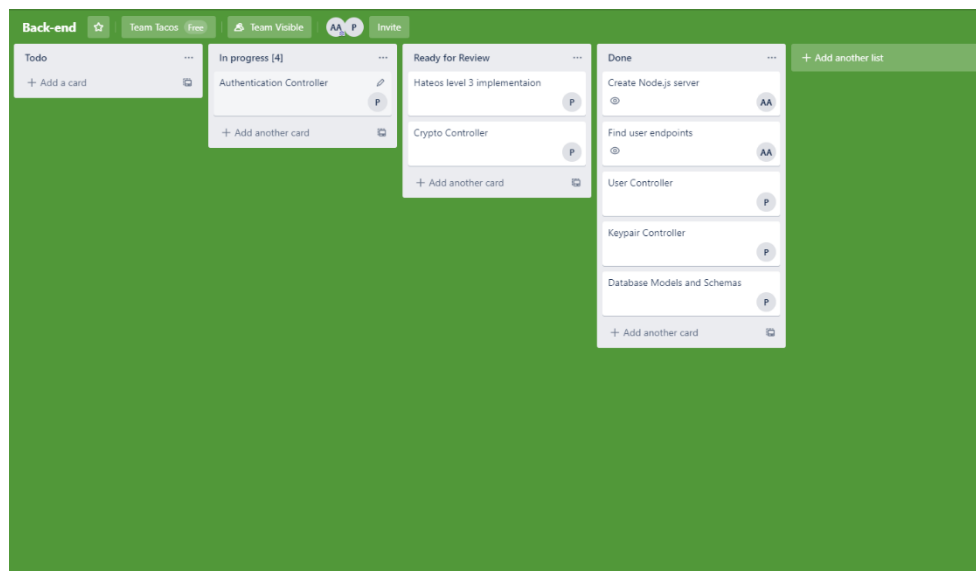 Back-end Team Tacos Free Team Visible AA P Invite
Todo
+ Add a card
In progress [4]
Authentication Controller
P
+ Add another card
Ready for Review
Hateos level 3 implementaion
P
Crypto Controller
P
+ Add another card
Done
Create Node.js server
AA
Find user endpoints
AA
User Controller
P
Keypair Controller
P
Database Models and Schemas
P
+ Add another card
+ Add another list